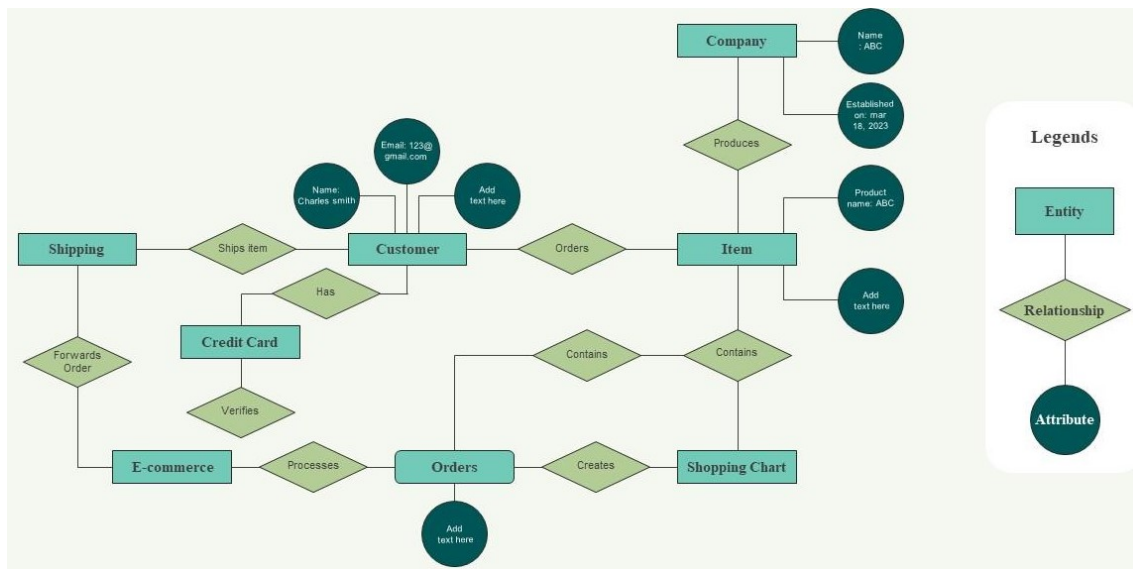 Company
Name
: ABC
Established
on: mar
18, 2023
Produces
Legends
Email: 123@
gmail.com
Name:
Charles smith
Add
text here
Product
name: ABC
Entity
Shipping
Ships item
Customer
Orders
Item
Has
Add
text here
Relationship
Credit Card
Forwards
Order
Contains
Contains
Verifies
Attribute
E-commerce
Processes
Orders
Creates
Shopping Chart
Add
text here